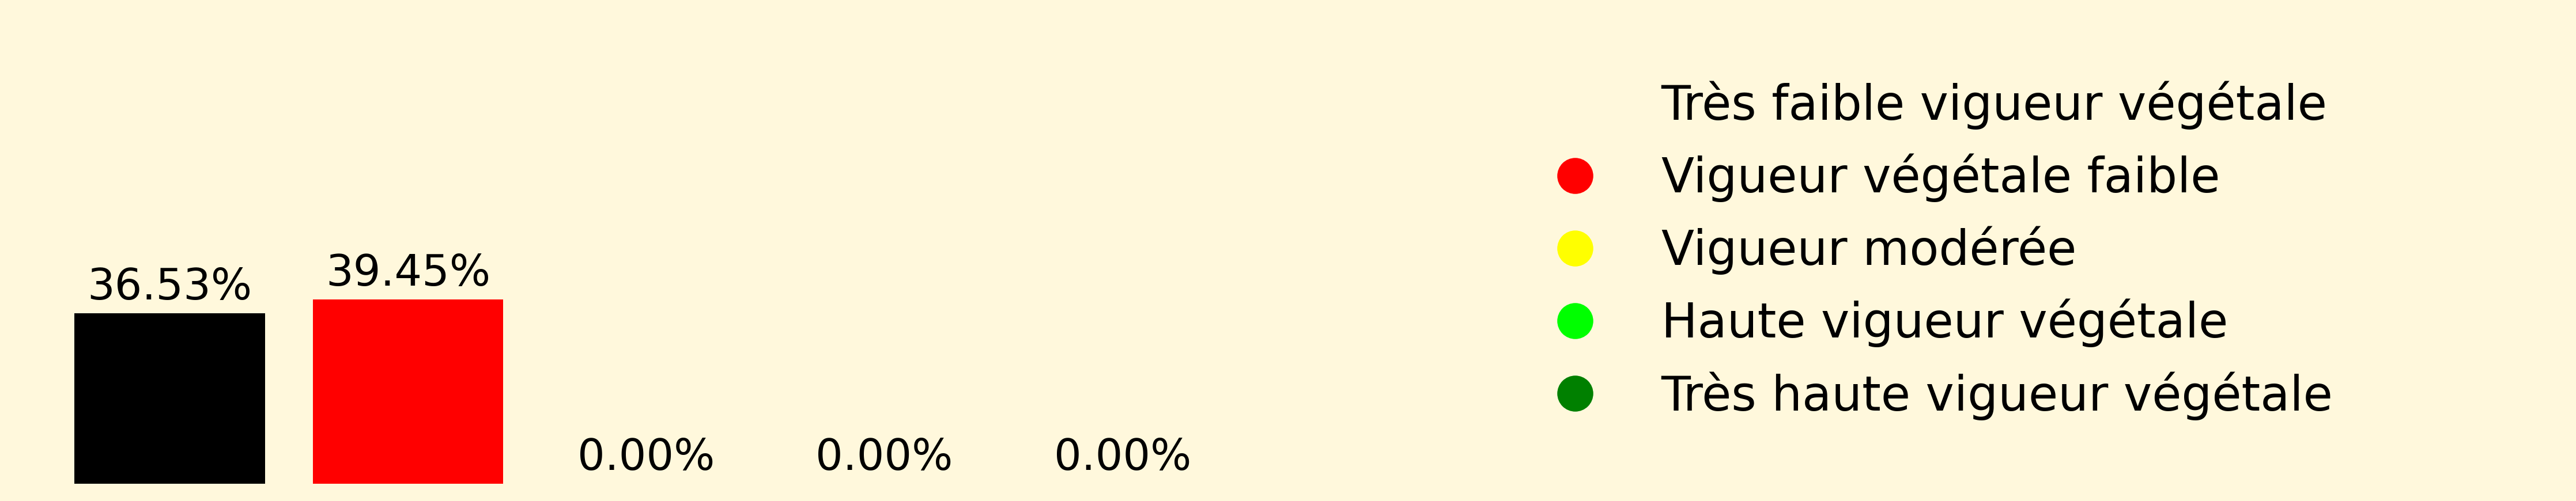 36.53%
39.45%
0.00%
0.00%
0.00%
Très faible vigueur végétale
Vigueur végétale faible
Vigueur modérée
Haute vigueur végétale
Très haute vigueur végétale